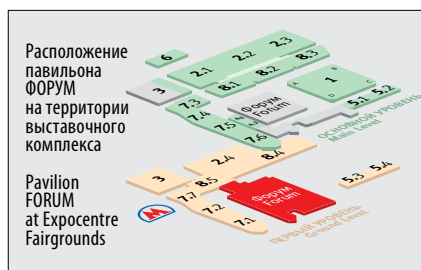 Расположение
павильона
ФОРУМ
на территории
выставочного
комплекса
Pavilion
FORUM
at Expocentre
Fairgrounds
6
2.1
2.2
2.3
3
8.1
8.2
8.3
1
7.3
7.4
7.5
7.6
Форум
Forum
5.1
5.2
ОСНОВНОЙ УРОВЕНЬ
Main Level
3
2.4
8.4
8.5
7.7
7.2
7.1
Форум
Forum
5.3
5.4
ПЕРВЫЙ УРОВЕНЬ
Ground Level
М